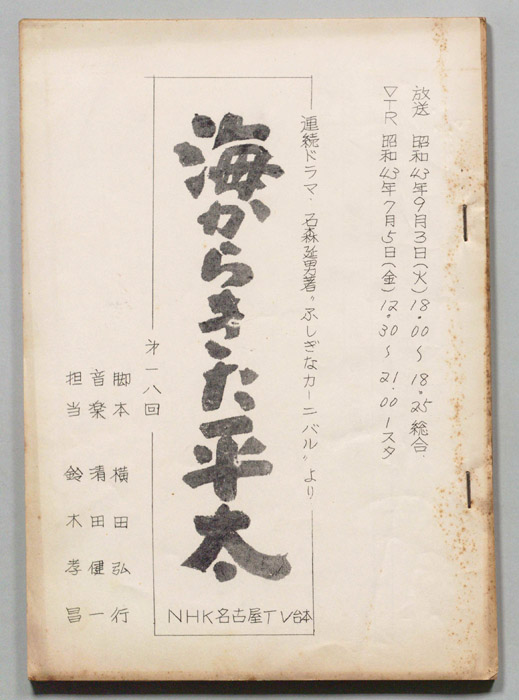 放送 昭和43年9月3日(火) 18.00〜18.25 総合.
VTR 昭和43年7月5日(金) 12.30〜21.00 1スタ
連続ドラマ.石森延男著〃ふしぎなカーニバル〃より
海からきた平太
NHK名古屋TV台本
才一八回
脚本 横田弘行
音楽 清田健一
担当 鈴木孝昌